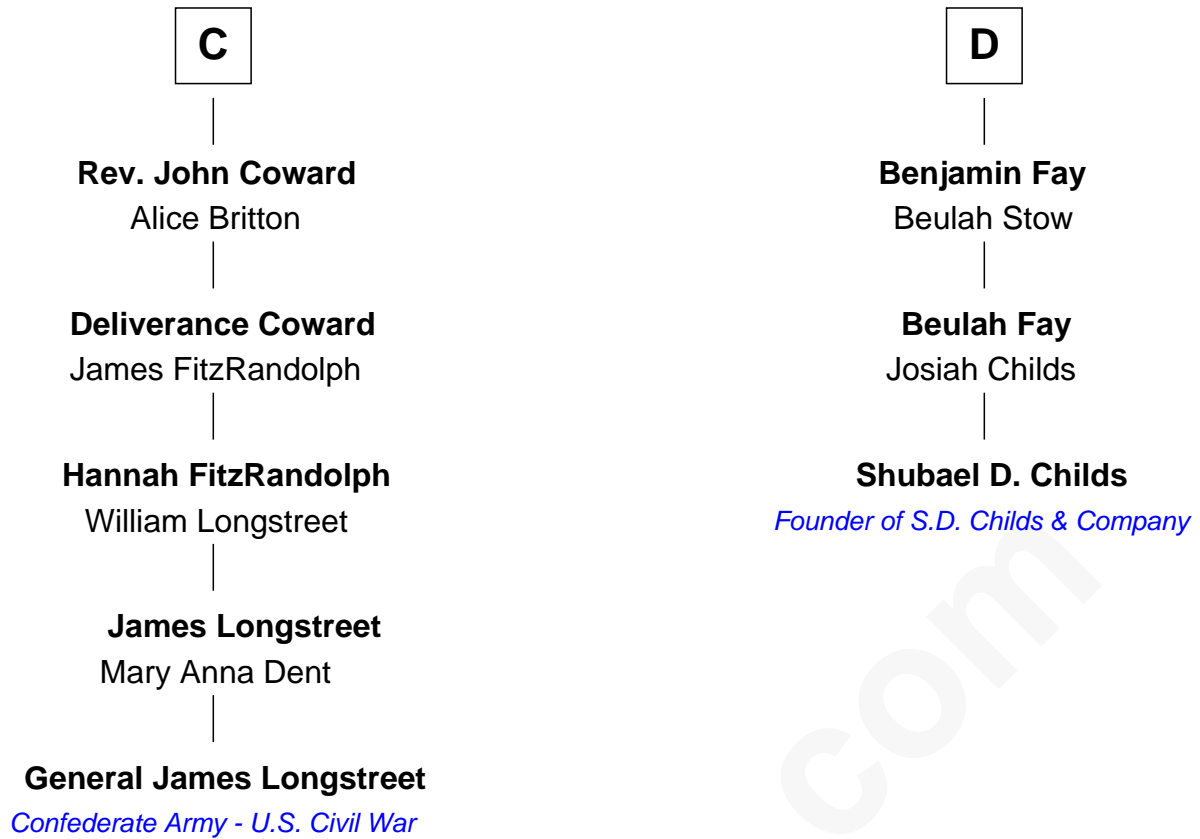 C
Rev. John Coward
Alice Britton
Deliverance Coward
James FitzRandolph
Hannah FitzRandolph
William Longstreet
James Longstreet
Mary Anna Dent
General James Longstreet
Confederate Army - U.S. Civil War
D
Benjamin Fay
Beulah Stow
Beulah Fay
Josiah Childs
Shubael D. Childs
Founder of S.D. Childs & Company
com